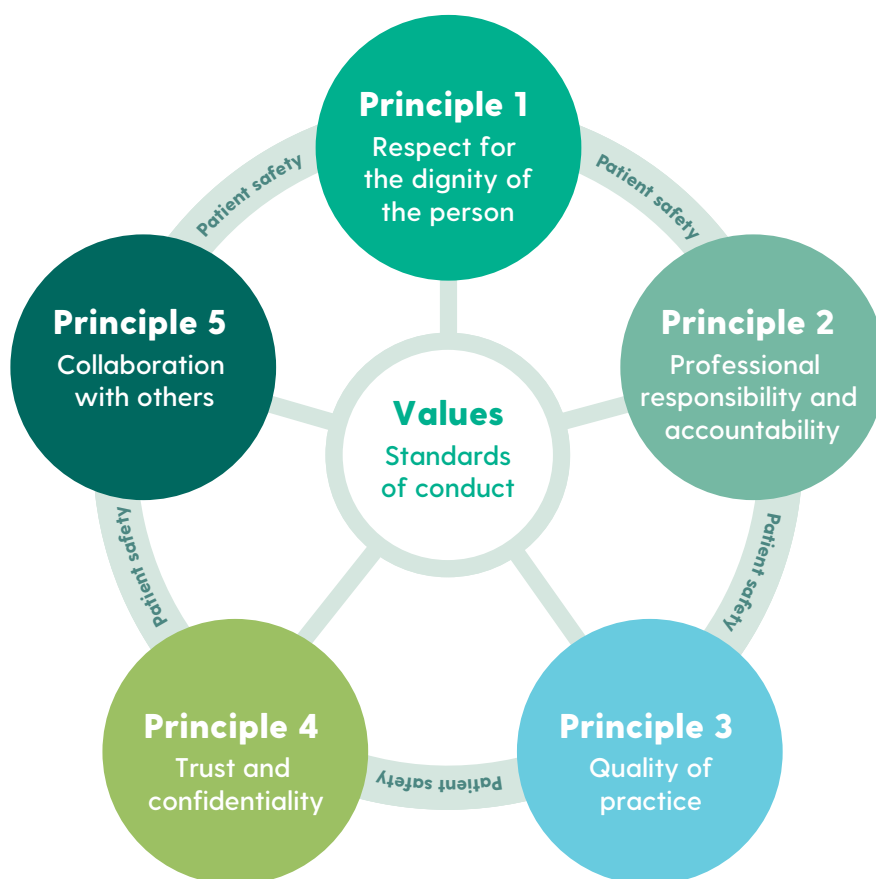 Principle 1
Respect for
the dignity of
the person
Patient safety
Patient safety
Principle 5
Collaboration
with others
Principle 2
Professional
responsibility and
accountability
Values
Standards
of conduct
Patient safety
Patient safety
Principle 4
Trust and
confidentiality
Principle 3
Quality of
practice
Patient safety